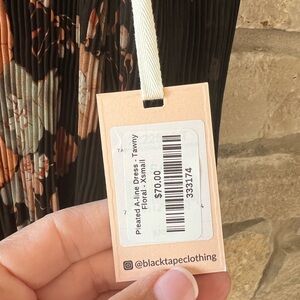 Pleated A-line Dress - Tawny
Floral - Xsmall
$70.00
333174
@blacktapeclothing